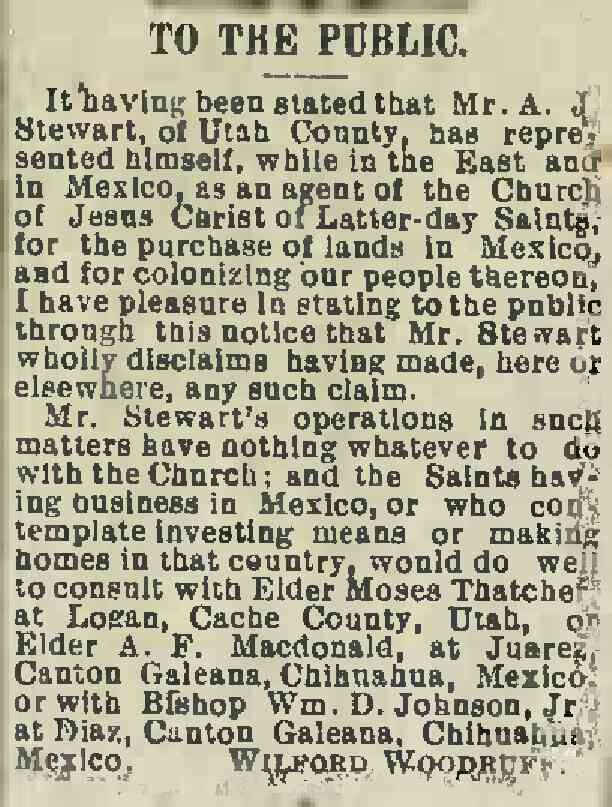 TO THE PUBLIC.
It having been stated that Mr. A. J
Stewart, of Utah County, has repre-
sented himself, while in the East and
in Mexico, as an agent of the Church
of Jesus Christ of Latter-day Saints,
for the purchase of lands in Mexico,
and for colonizing our people thereon,
I have pleasure in stating to the public
through this notice that Mr. Stewart
wholly disclaims having made, here or
elsewhere, any such claim.
Mr. Stewart's operations in such
matters have nothing whatever to do
with the Church; and the Saints hav-
ing business in Mexico, or who con-
template investing means or making
homes in that country, would do well
to consult with Elder Moses Thatcher
at Logan, Cache County, Utah, or
Elder A. F. Macdonald, at Juarez,
Canton Galeana, Chihuahua, Mexico
or with Bishop Wm. D. Johnson, Jr
at Diaz, Canton Galeana, Chihuahua,
Mexico. WILFORD WOODRUFF.